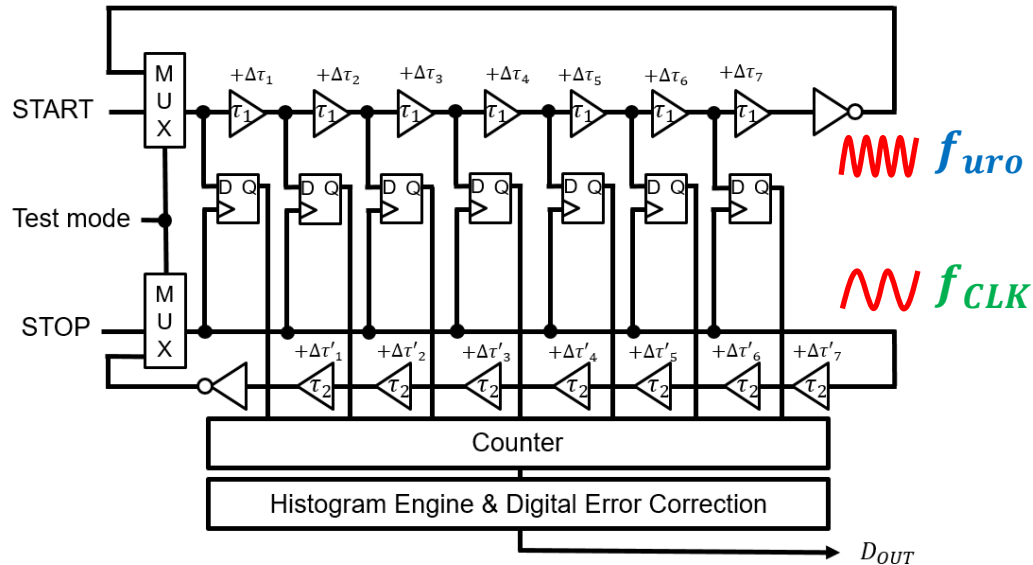 +Δτ₁ +Δτ₂ +Δτ₃ +Δτ₄ +Δτ₅ +Δτ₆ +Δτ₇
M
U
X
START
τ₁ τ₁ τ₁ τ₁ τ₁ τ₁ τ₁
f_uro
D Q D Q D Q D Q D Q D Q D Q
Test mode
f_CLK
M
U
X
STOP
+Δτ'₁ +Δτ'₂ +Δτ'₃ +Δτ'₄ +Δτ'₅ +Δτ'₆ +Δτ'₇
τ₂ τ₂ τ₂ τ₂ τ₂ τ₂ τ₂
Counter
Histogram Engine & Digital Error Correction
D_OUT